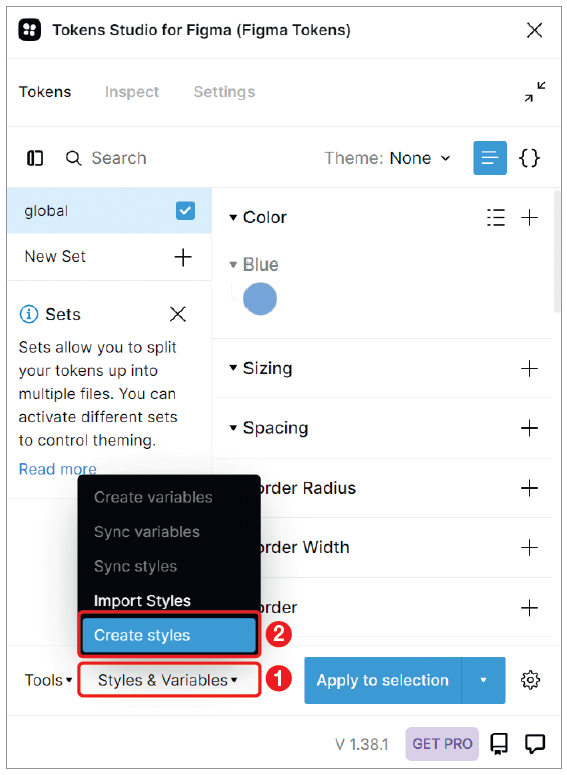 Tokens Studio for Figma (Figma Tokens)
Tokens Inspect Settings
Search Theme: None {}
global
New Set
Color
Blue
Sets
Sets allow you to split
your tokens up into
multiple files. You can
activate different sets
to control theming.
Read more
Sizing
Spacing
order Radius
order Width
order
Create variables
Sync variables
Sync styles
Import Styles
Create styles
2
Tools Styles & Variables 1 Apply to selection
V 1.38.1 GET PRO